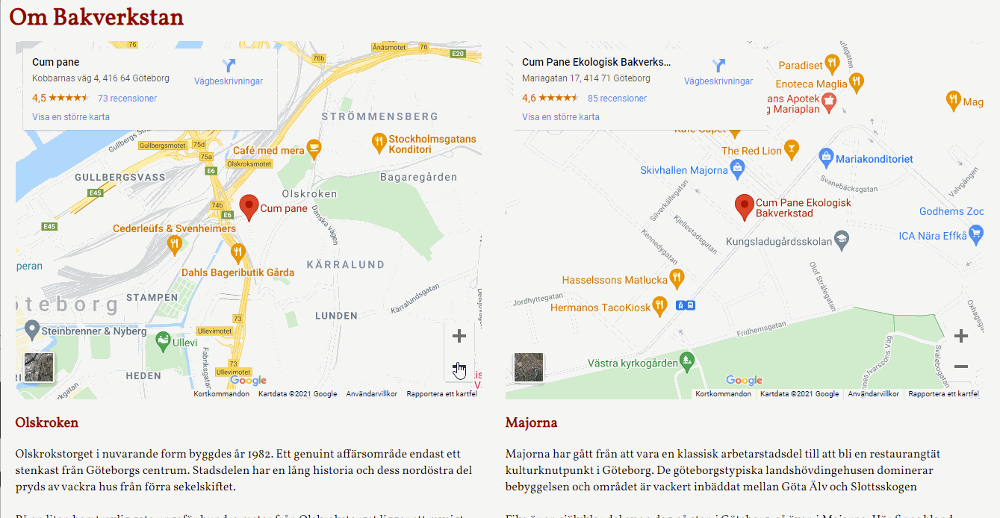 Om Bakverkstan
Cum pane
Kobbarnas väg 4, 416 64 Göteborg
4,5
73 recensioner
Visa en större karta
Vägbeskrivningar
76
76b
Ånäsmotet
76
E20
STRÖMMENSBERG
Gullbergs Str
Gullbergsmotet
75d
75a
E6
Café med mera
Olskroksmotet
Stockholmsgatans
Konditori
GULLBERGSVASS
E45
Bagaregården
Olskroken
74b
E6
Cum pane
E45
Danska vägen
Cederleüfs & Svenheimers
peran
Dahls Bageributik Gårda
KÄRRALUND
STAMPEN
teborg
Kärralundsgatan
LUNDEN
73
Steinbrenner & Nyberg
Ullevimotet
Ullevi
Fabriksgatan
HEDEN
73
Ullevimotet
Google
Kortkommandon
Kartdata ©2021 Google
Användarvillkor
Rapportera ett kartfel
Cum Pane Ekologisk Bakverks...
Mariagatan 17, 414 71 Göteborg
4,6
85 recensioner
Visa en större karta
Vägbeskrivningar
Paradiset
Enoteca Maglia
ans Apotek
g Mariaplan
Mag
The Red Lion
Mariakonditoriet
Skivhallen Majorna
Svanebäcksgatan
Valvgången
Silverkällegatan
Cum Pane Ekologisk
Bakverkstad
Kjellestadsgatan
Godhems Zoo
Kennedygatan
Kungsladugårdsskolan
ICA Nära Effkå
Hasselssons Matlucka
Olof Strålegatan
Jordhyttegatan
Hermanos TacoKiosk
Oxhagsg
Fridhemsgatan
Västra kyrkogården
nnes Ivarssons Väg
Svalebogatan
Google
Kortkommandon
Kartdata ©2021 Google
Användarvillkor
Rapportera ett kartfel
Olskroken
Olskrokstorget i nuvarande form byggdes år 1982. Ett genuint affärsområde endast ett
stenkast från Göteborgs centrum. Stadsdelen har en lång historia och dess nordöstra del
pryds av vackra hus från förra sekelskiftet.
Majorna
Majorna har gått från att vara en klassisk arbetarstadsdel till att bli en restaurangtät
kulturknutpunkt i Göteborg. De göteborgstypiska landshövdingehusen dominerar
bebyggelsen och området är vackert inbäddat mellan Göta Älv och Slottsskogen